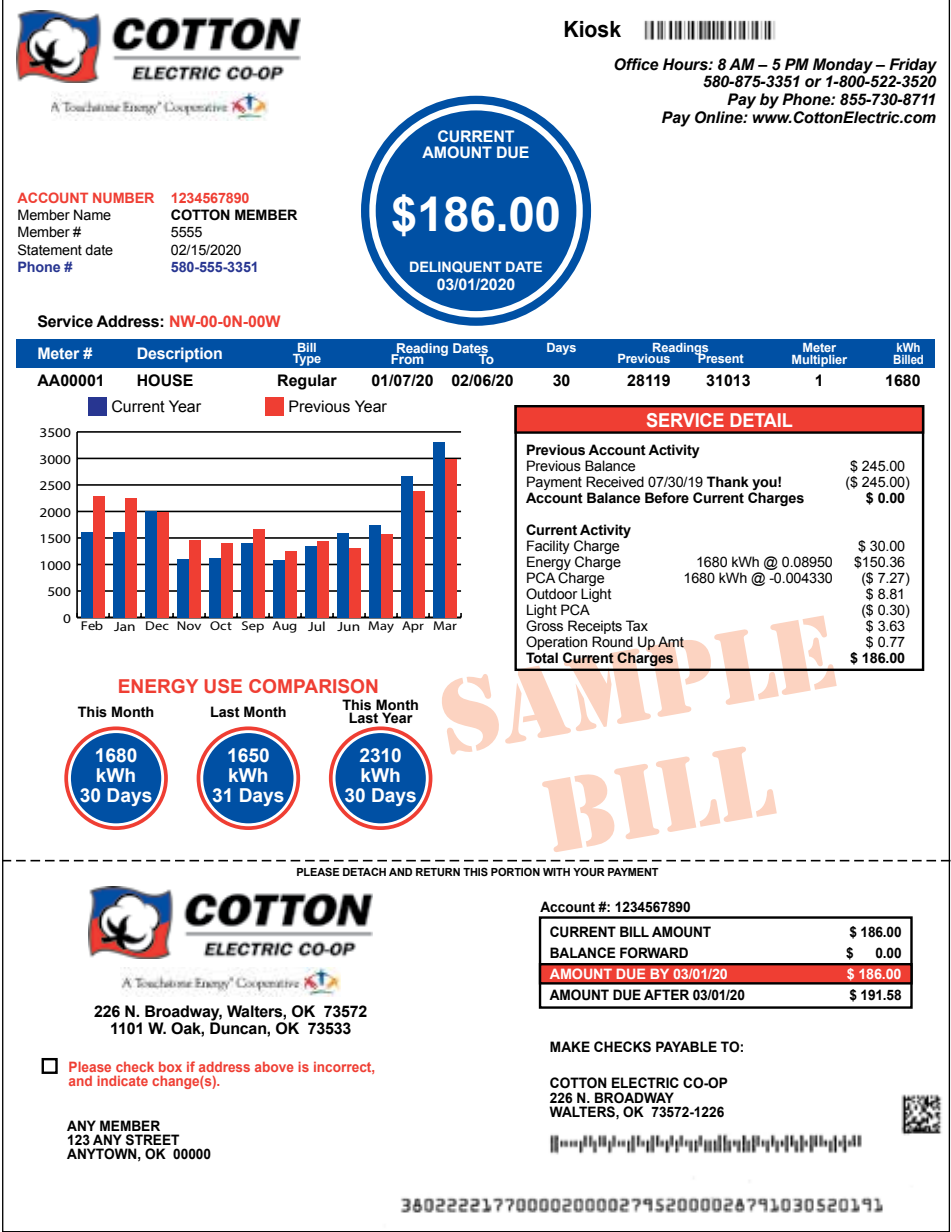 COTTON
ELECTRIC CO-OP
A Touchstone Energy® Cooperative
Kiosk
Office Hours: 8 AM – 5 PM Monday – Friday
580-875-3351 or 1-800-522-3520
Pay by Phone: 855-730-8711
Pay Online: www.CottonElectric.com
CURRENT
AMOUNT DUE
$186.00
DELINQUENT DATE
03/01/2020
ACCOUNT NUMBER 1234567890
Member Name COTTON MEMBER
Member # 5555
Statement date 02/15/2020
Phone # 580-555-3351
Service Address: NW-00-0N-00W
Meter # Description Bill Type Reading Dates From To Days Readings Previous Present Meter Multiplier kWh Billed
AA00001 HOUSE Regular 01/07/20 02/06/20 30 28119 31013 1 1680
Current Year Previous Year
3500
3000
2500
2000
1500
1000
500
0
Feb Jan Dec Nov Oct Sep Aug Jul Jun May Apr Mar
SERVICE DETAIL
Previous Account Activity
Previous Balance $ 245.00
Payment Received 07/30/19 Thank you! ($ 245.00)
Account Balance Before Current Charges $ 0.00
Current Activity
Facility Charge $ 30.00
Energy Charge 1680 kWh @ 0.08950 $150.36
PCA Charge 1680 kWh @ -0.004330 ($ 7.27)
Outdoor Light $ 8.81
Light PCA ($ 0.30)
Gross Receipts Tax $ 3.63
Operation Round Up Amt $ 0.77
Total Current Charges $ 186.00
ENERGY USE COMPARISON
This Month
1680
kWh
30 Days
Last Month
1650
kWh
31 Days
This Month
Last Year
2310
kWh
30 Days
SAMPLE
BILL
PLEASE DETACH AND RETURN THIS PORTION WITH YOUR PAYMENT
COTTON
ELECTRIC CO-OP
A Touchstone Energy® Cooperative
226 N. Broadway, Walters, OK 73572
1101 W. Oak, Duncan, OK 73533
Please check box if address above is incorrect,
and indicate change(s).
ANY MEMBER
123 ANY STREET
ANYTOWN, OK 00000
Account #: 1234567890
CURRENT BILL AMOUNT $ 186.00
BALANCE FORWARD $ 0.00
AMOUNT DUE BY 03/01/20 $ 186.00
AMOUNT DUE AFTER 03/01/20 $ 191.58
MAKE CHECKS PAYABLE TO:
COTTON ELECTRIC CO-OP
226 N. BROADWAY
WALTERS, OK 73572-1226
380222217700002000027952000028791030520191